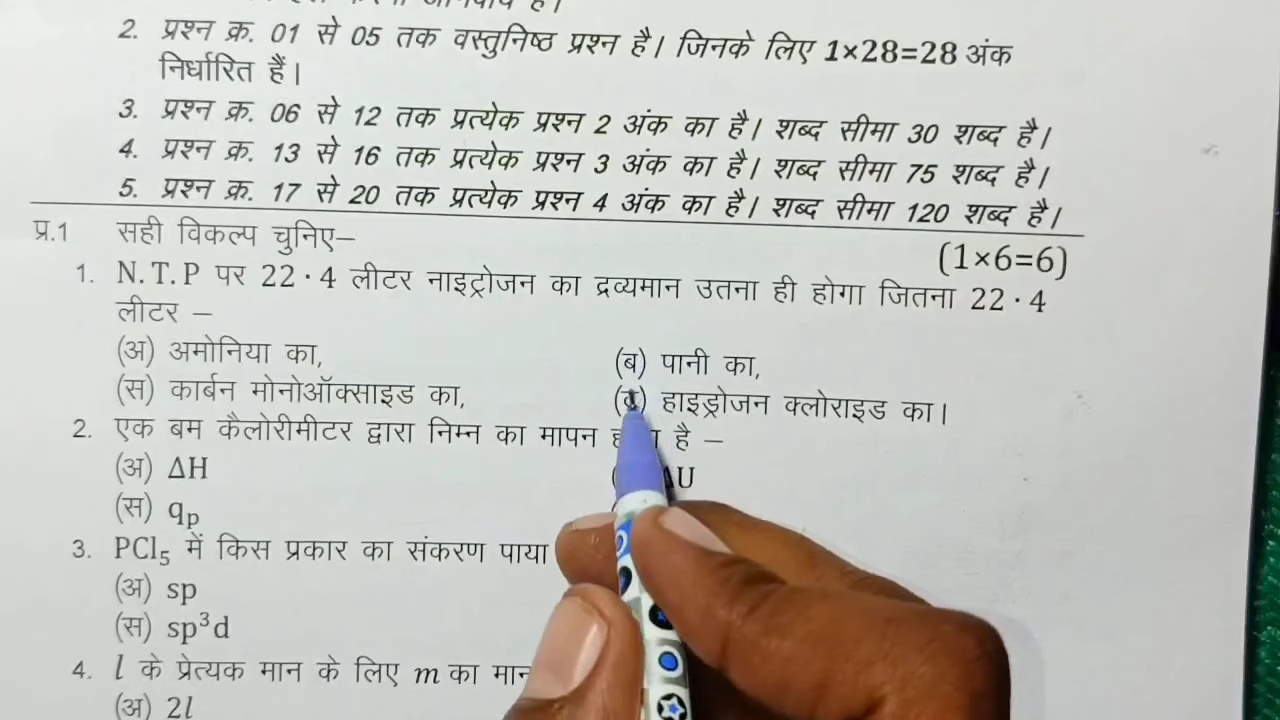 2. प्रश्न क्र. 01 से 05 तक वस्तुनिष्ठ प्रश्न है। जिनके लिए 1×28=28 अंक
निर्धारित हैं।
3. प्रश्न क्र. 06 से 12 तक प्रत्येक प्रश्न 2 अंक का है। शब्द सीमा 30 शब्द है।
4. प्रश्न क्र. 13 से 16 तक प्रत्येक प्रश्न 3 अंक का है। शब्द सीमा 75 शब्द है।
5. प्रश्न क्र. 17 से 20 तक प्रत्येक प्रश्न 4 अंक का है। शब्द सीमा 120 शब्द है।
प्र.1 सही विकल्प चुनिए– (1×6=6)
1. N.T.P पर 22·4 लीटर नाइट्रोजन का द्रव्यमान उतना ही होगा जितना 22·4
लीटर –
(अ) अमोनिया का, (ब) पानी का,
(स) कार्बन मोनोऑक्साइड का, हाइड्रोजन क्लोराइड का।
2. एक बम कैलोरीमीटर द्वारा निम्न का मापन है –
(अ) ΔH ΔU
(स) qₚ
3. PCl₅ में किस प्रकार का संकरण पाया
(अ) sp
(स) sp³d
4. l के प्रेत्यक मान के लिए m का मान
(अ) 2l